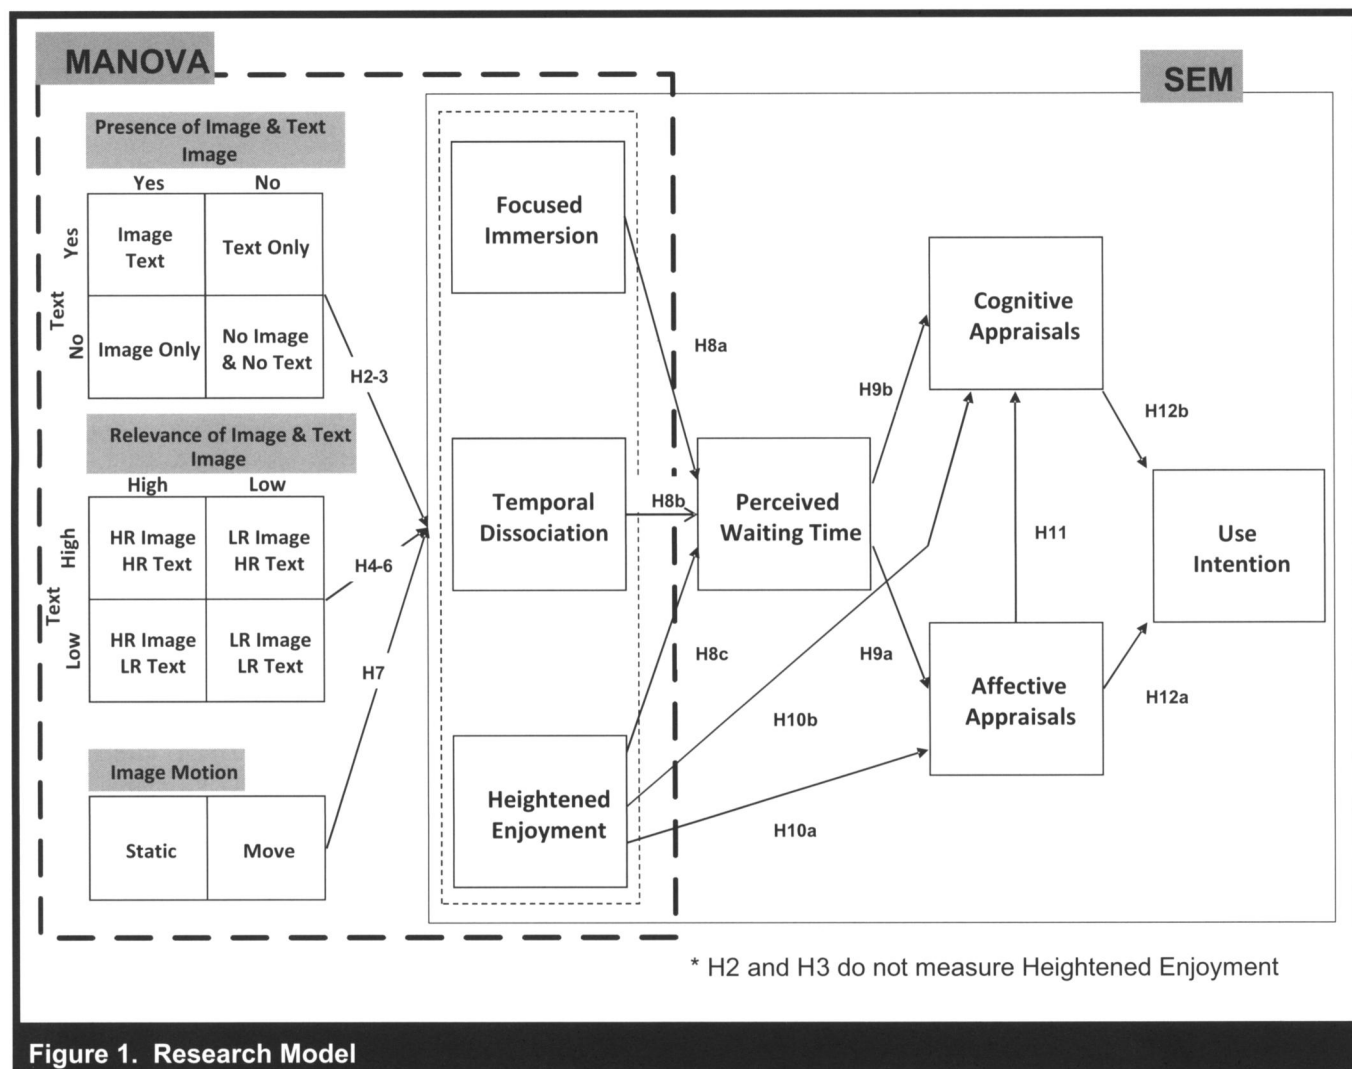 MANOVA
SEM
Presence of Image & Text
Image
Yes
No
Text
Yes
No
Image
Text
Text Only
Image Only
No Image
& No Text
H2-3
Relevance of Image & Text
Image
High
Low
Text
High
Low
HR Image
HR Text
LR Image
HR Text
HR Image
LR Text
LR Image
LR Text
H4-6
H7
Image Motion
Static
Move
Focused
Immersion
Temporal
Dissociation
Heightened
Enjoyment
H8a
H8b
H8c
Perceived
Waiting Time
H9b
H9a
H10b
H10a
Cognitive
Appraisals
H11
Affective
Appraisals
H12b
H12a
Use
Intention
* H2 and H3 do not measure Heightened Enjoyment
Figure 1. Research Model